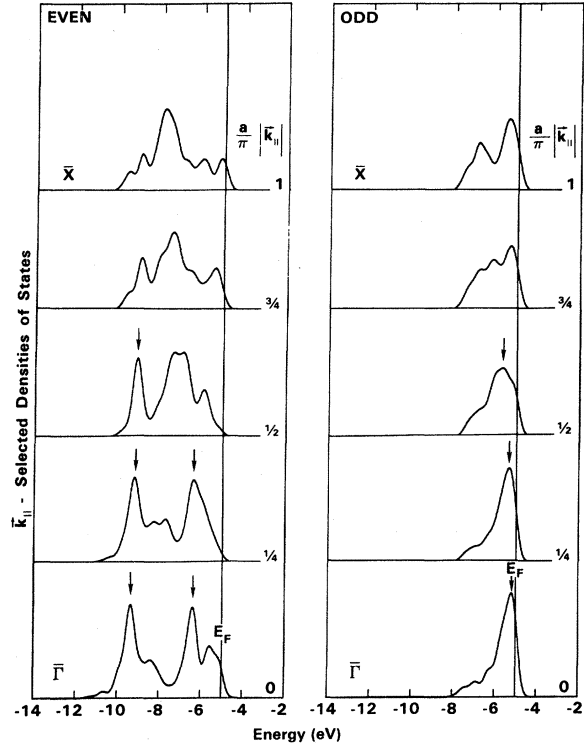 EVEN
ODD
a/π |k⃗||| 
a/π |k⃗|||
X̄
1
X̄
1
3/4
3/4
1/2
1/2
1/4
1/4
EF
EF
Γ̄
0
Γ̄
0
k⃗|| - Selected Densities of States
-14 -12 -10 -8 -6 -4 -2
-14 -12 -10 -8 -6 -4 -2
Energy (eV)